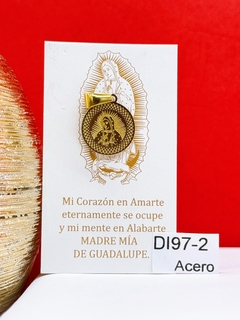 Mi Corazón en Amarte
eternamente se ocupe
y mi mente en Alabarte
MADRE MÍA
DE GUADALUPE.
DI97-2
Acero